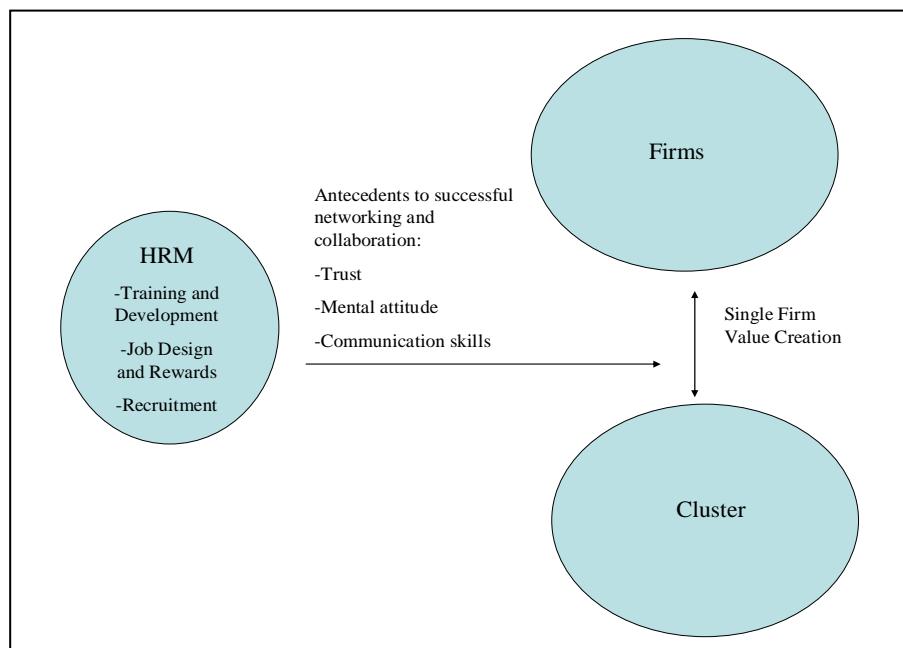 HRM
-Training and
Development
-Job Design
and Rewards
-Recruitment
Antecedents to successful
networking and
collaboration:
-Trust
-Mental attitude
-Communication skills
Firms
Single Firm
Value Creation
Cluster